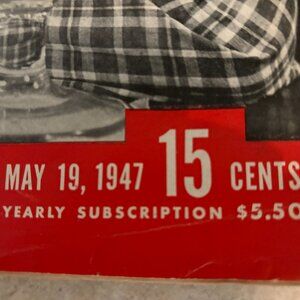 MAY 19, 1947 15 CENTS
YEARLY SUBSCRIPTION $5.50